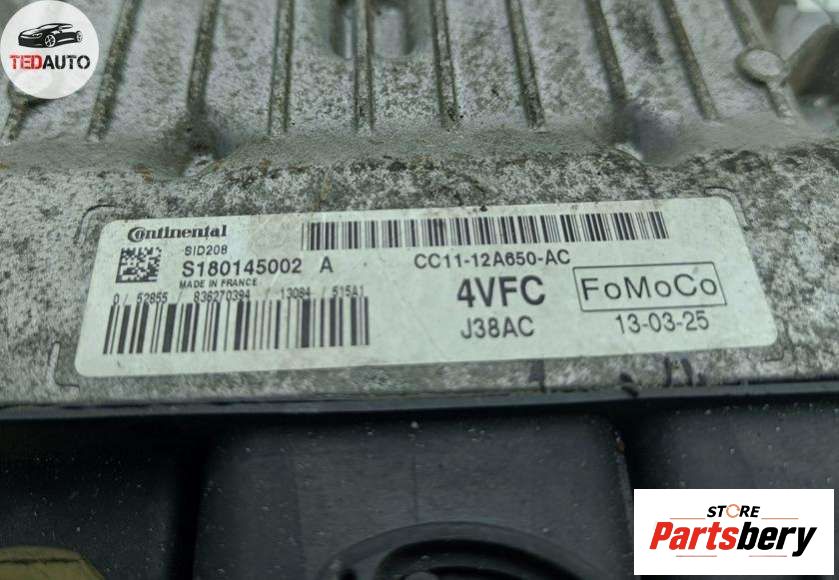 TEDAUTO
Continental
SID208
S180145002 A
MADE IN FRANCE
0 / 52855 / 836270394 / 13084 / 515A1
CC11-12A650-AC
4VFC
FoMoCo
J38AC
13-03-25
STORE
Partsbery